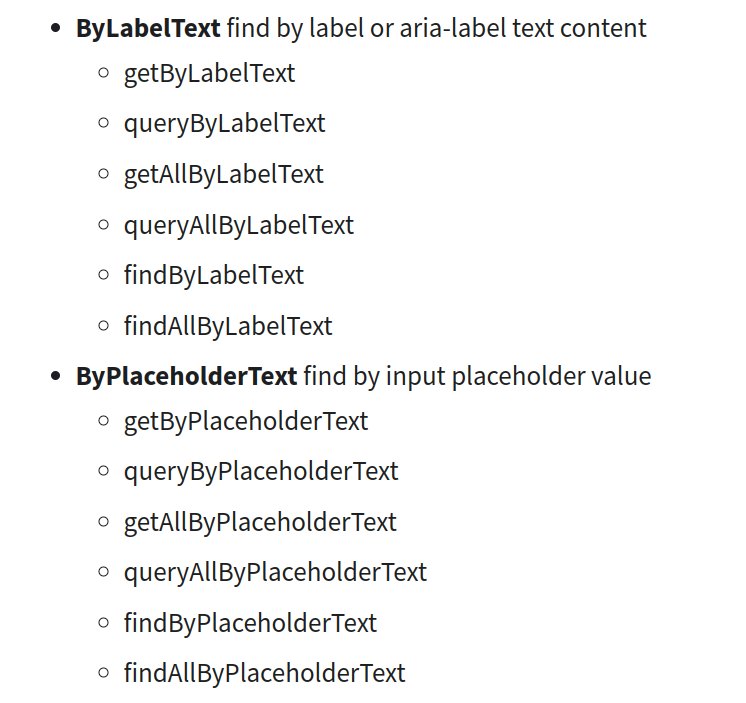 ByLabelText find by label or aria-label text content
getByLabelText
queryByLabelText
getAllByLabelText
queryAllByLabelText
findByLabelText
findAllByLabelText
ByPlaceholderText find by input placeholder value
getByPlaceholderText
queryByPlaceholderText
getAllByPlaceholderText
queryAllByPlaceholderText
findByPlaceholderText
findAllByPlaceholderText